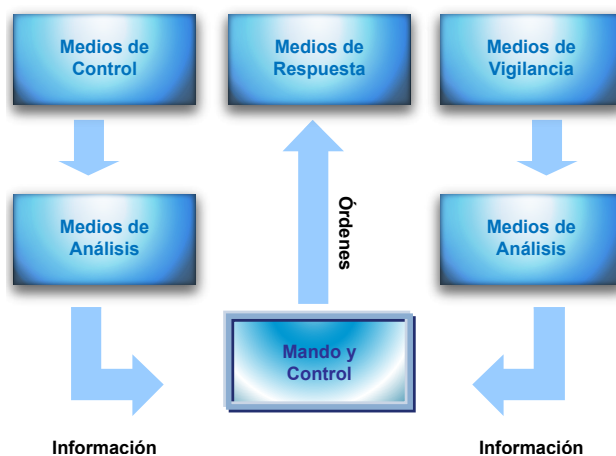 Medios de
Control
Medios de
Respuesta
Medios de
Vigilancia
Medios de
Análisis
Órdenes
Medios de
Análisis
Mando y
Control
Información
Información